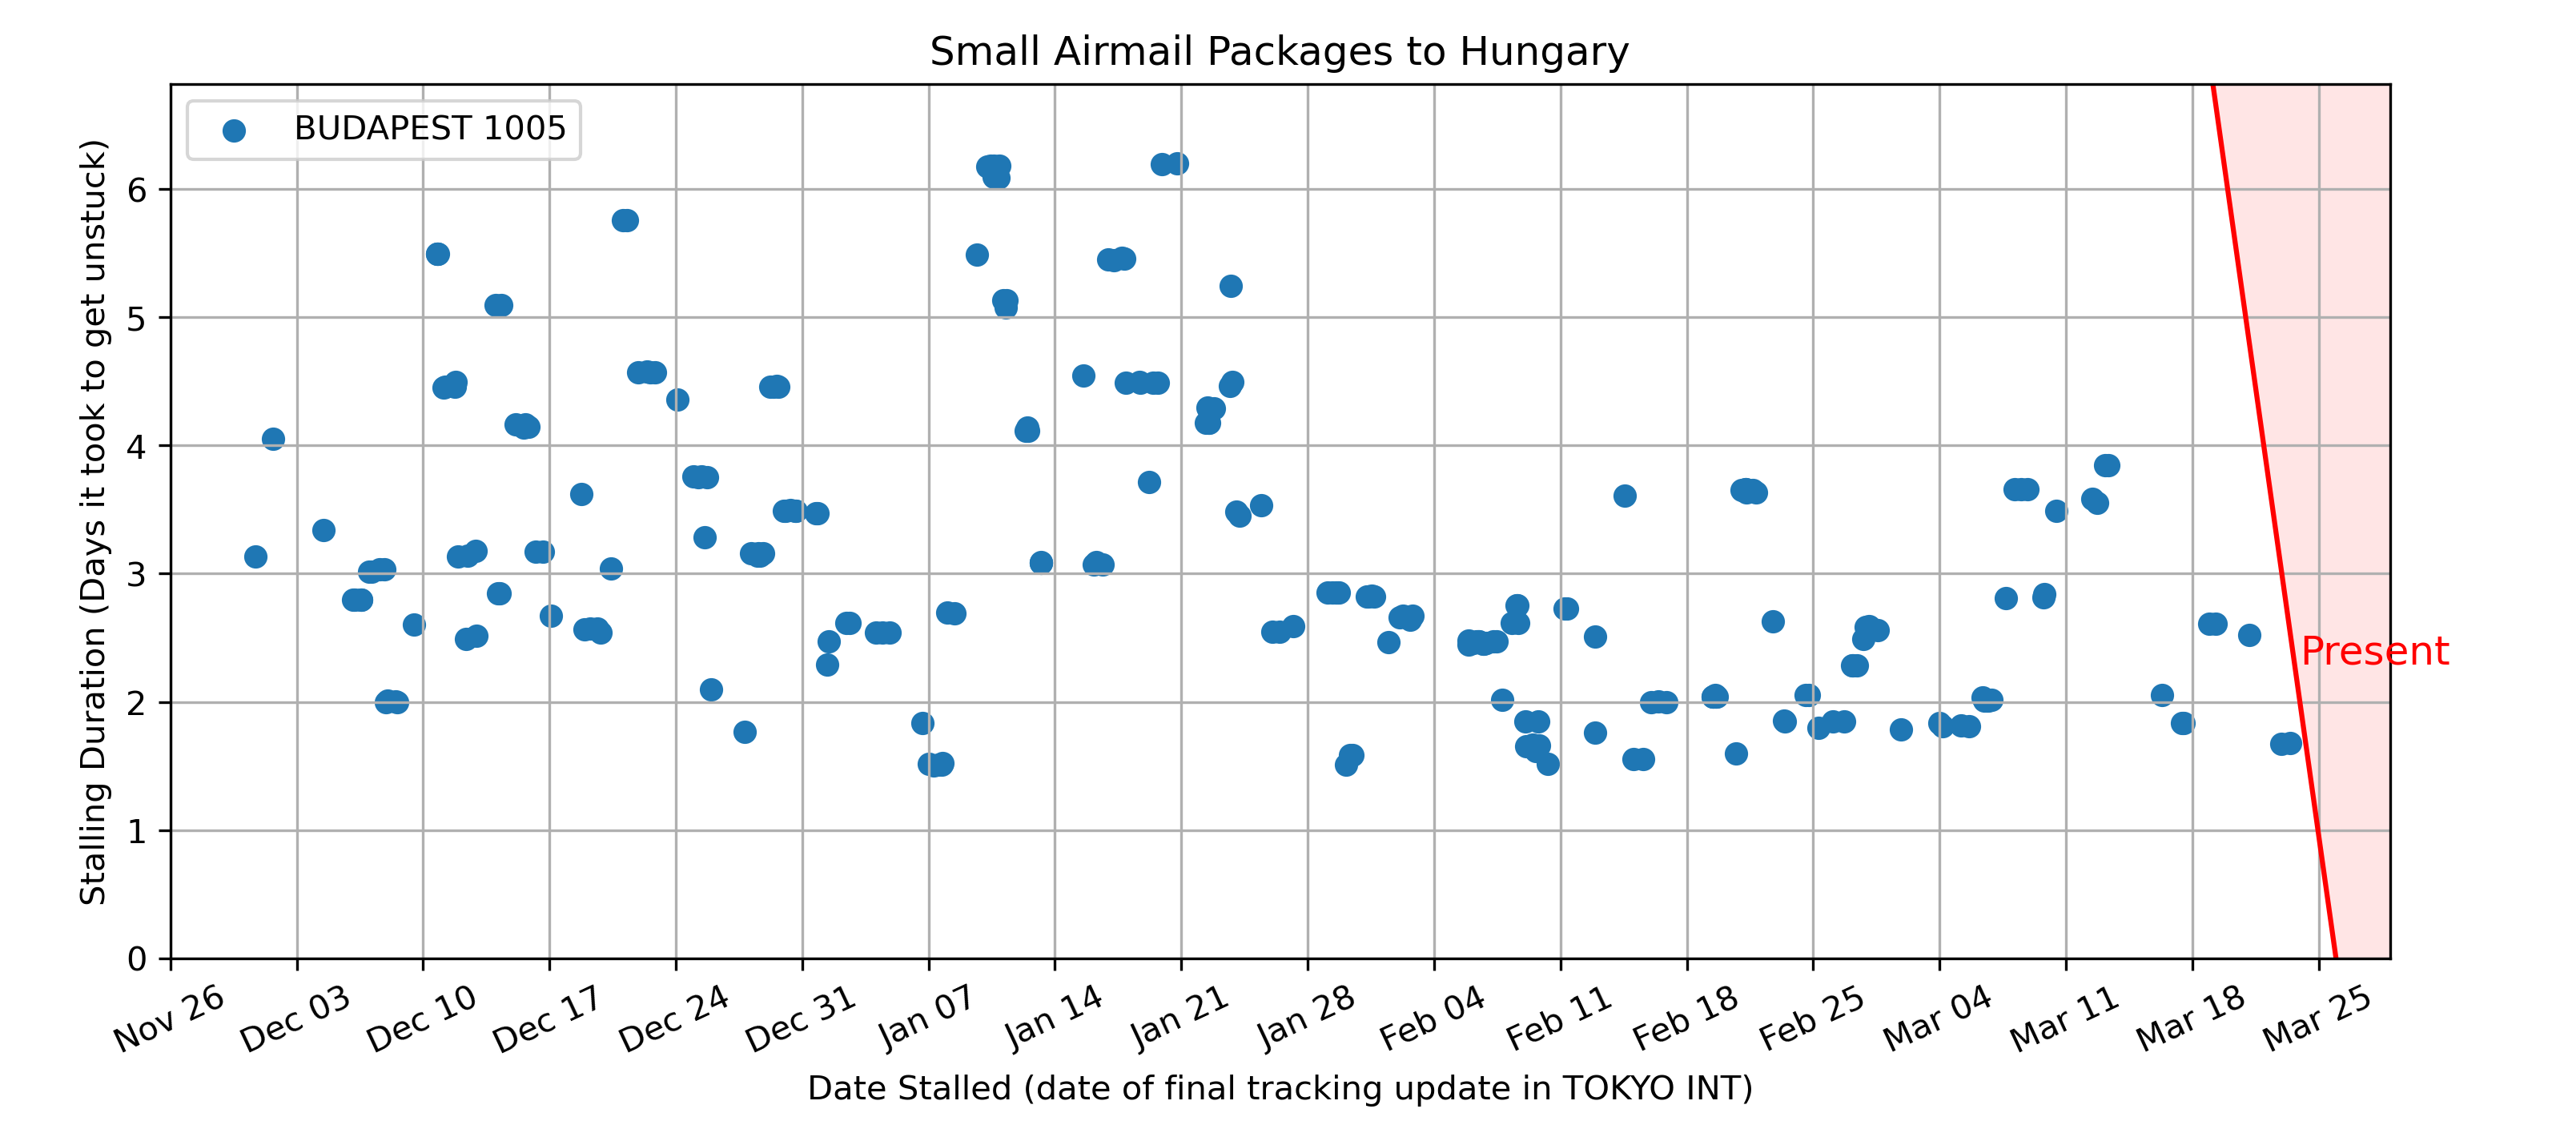 Small Airmail Packages to Hungary
BUDAPEST 1005
Stalling Duration (Days it took to get unstuck)
6
5
4
3
2
1
0
Present
Nov 26 Dec 03 Dec 10 Dec 17 Dec 24 Dec 31 Jan 07 Jan 14 Jan 21 Jan 28 Feb 04 Feb 11 Feb 18 Feb 25 Mar 04 Mar 11 Mar 18 Mar 25
Date Stalled (date of final tracking update in TOKYO INT)